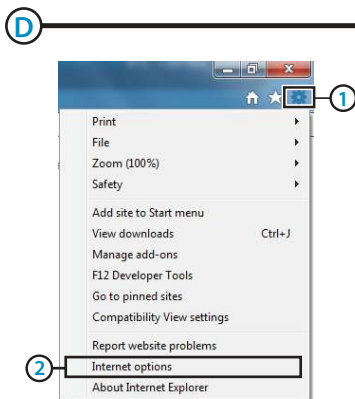 D
1
Print
File
Zoom (100%)
Safety
Add site to Start menu
View downloads Ctrl+J
Manage add-ons
F12 Developer Tools
Go to pinned sites
Compatibility View settings
Report website problems
2 Internet options
About Internet Explorer